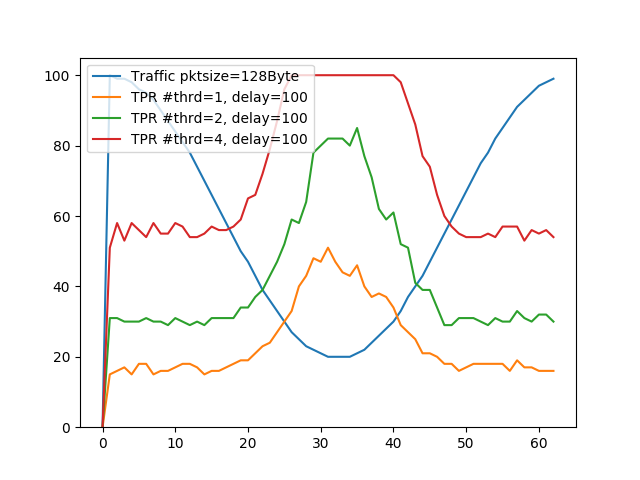 Traffic pktsize=128Byte
TPR #thrd=1, delay=100
TPR #thrd=2, delay=100
TPR #thrd=4, delay=100
100
80
60
40
20
0
0 10 20 30 40 50 60